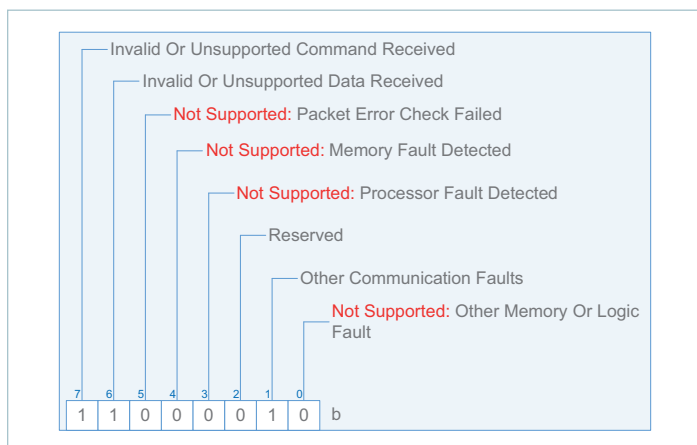 Invalid Or Unsupported Command Received
Invalid Or Unsupported Data Received
Not Supported: Packet Error Check Failed
Not Supported: Memory Fault Detected
Not Supported: Processor Fault Detected
Reserved
Other Communication Faults
Not Supported: Other Memory Or Logic
Fault
7 6 5 4 3 2 1 0
1 1 0 0 0 0 1 0 b